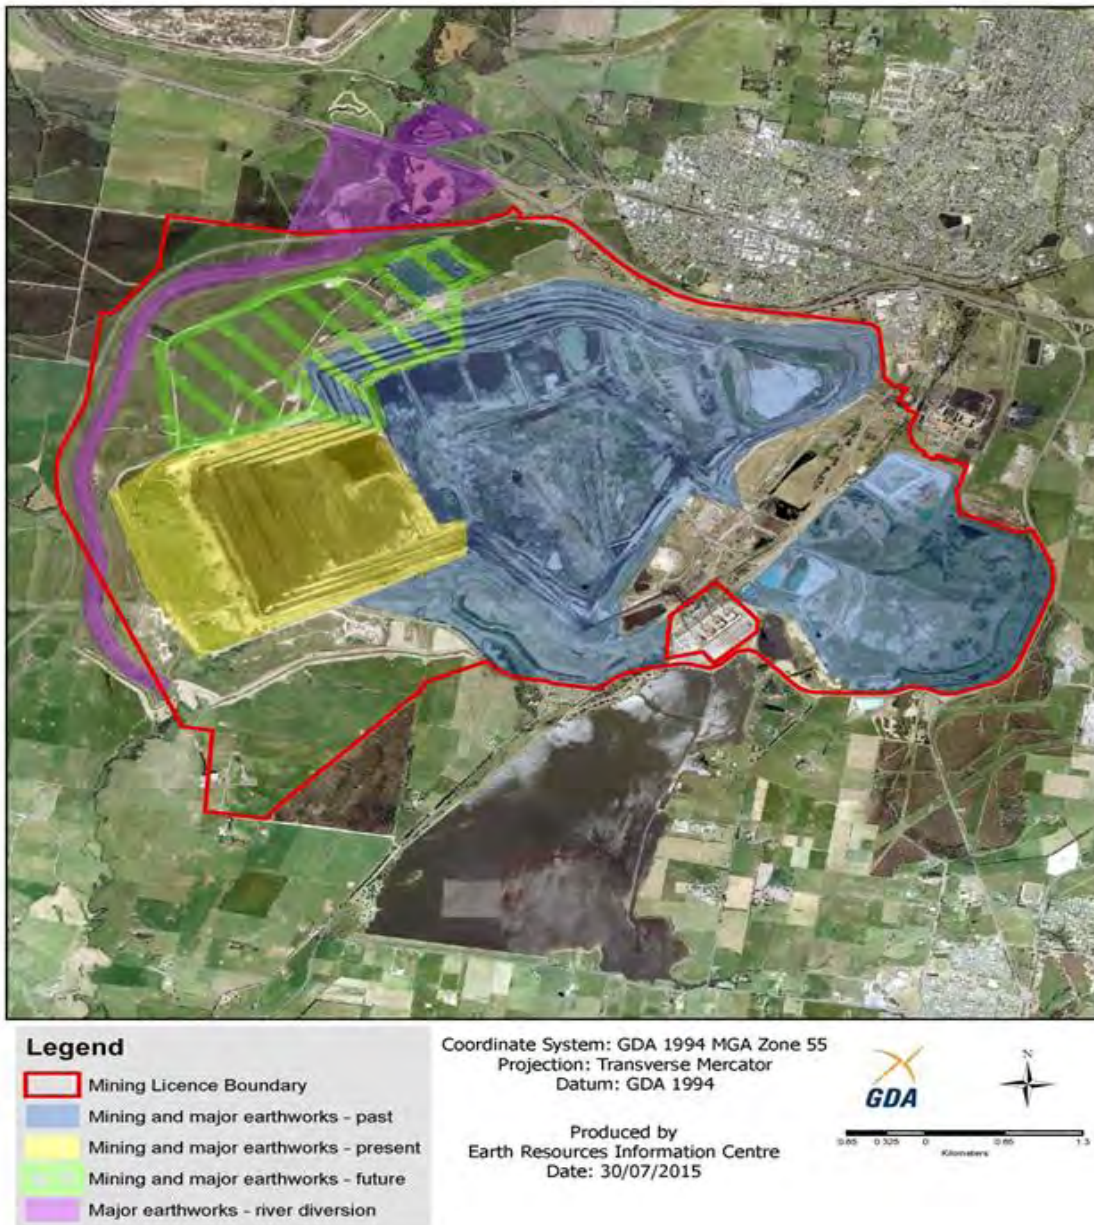 Legend
Mining Licence Boundary
Mining and major earthworks - past
Mining and major earthworks - present
Mining and major earthworks - future
Major earthworks - river diversion
Coordinate System: GDA 1994 MGA Zone 55
Projection: Transverse Mercator
Datum: GDA 1994
Produced by
Earth Resources Information Centre
Date: 30/07/2015
GDA
N
0.65 0.325 0 0.65 1.3
Kilometers